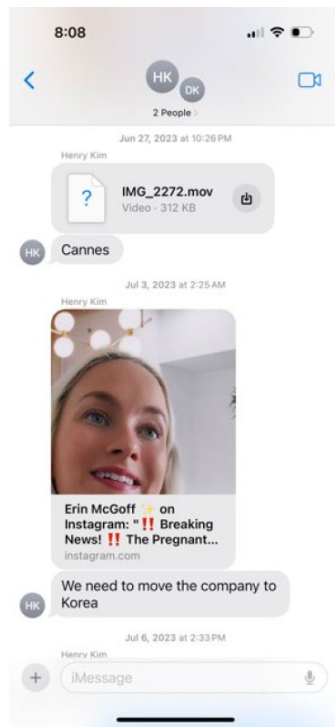 8:08
HK
DK
2 People
Jun 27, 2023 at 10:26 PM
Henry Kim
?
IMG_2272.mov
Video · 312 KB
HK
Cannes
Jul 3, 2023 at 2:25 AM
Henry Kim
Erin McGoff ✨ on
Instagram: "‼️ Breaking
News! ‼️ The Pregnant...
instagram.com
We need to move the company to
Korea
HK
Jul 6, 2023 at 2:33 PM
Henry Kim
iMessage